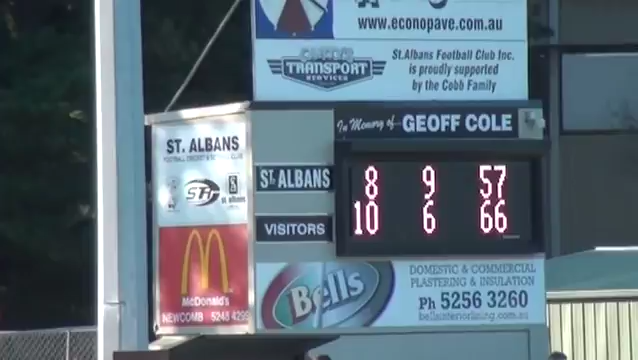 www.econopave.com.au
TRANSPORT
SERVICES
St.Albans Football Club Inc.
is proudly supported
by the Cobb Family
In Memory of GEOFF COLE
ST. ALBANS
ST. ALBANS 8 9 57
VISITORS 10 6 66
McDonald's
NEWCOMB 5248 4299
Bells
DOMESTIC & COMMERCIAL
PLASTERING & INSULATION
Ph 5256 3260
bellsinteriorlining.com.au